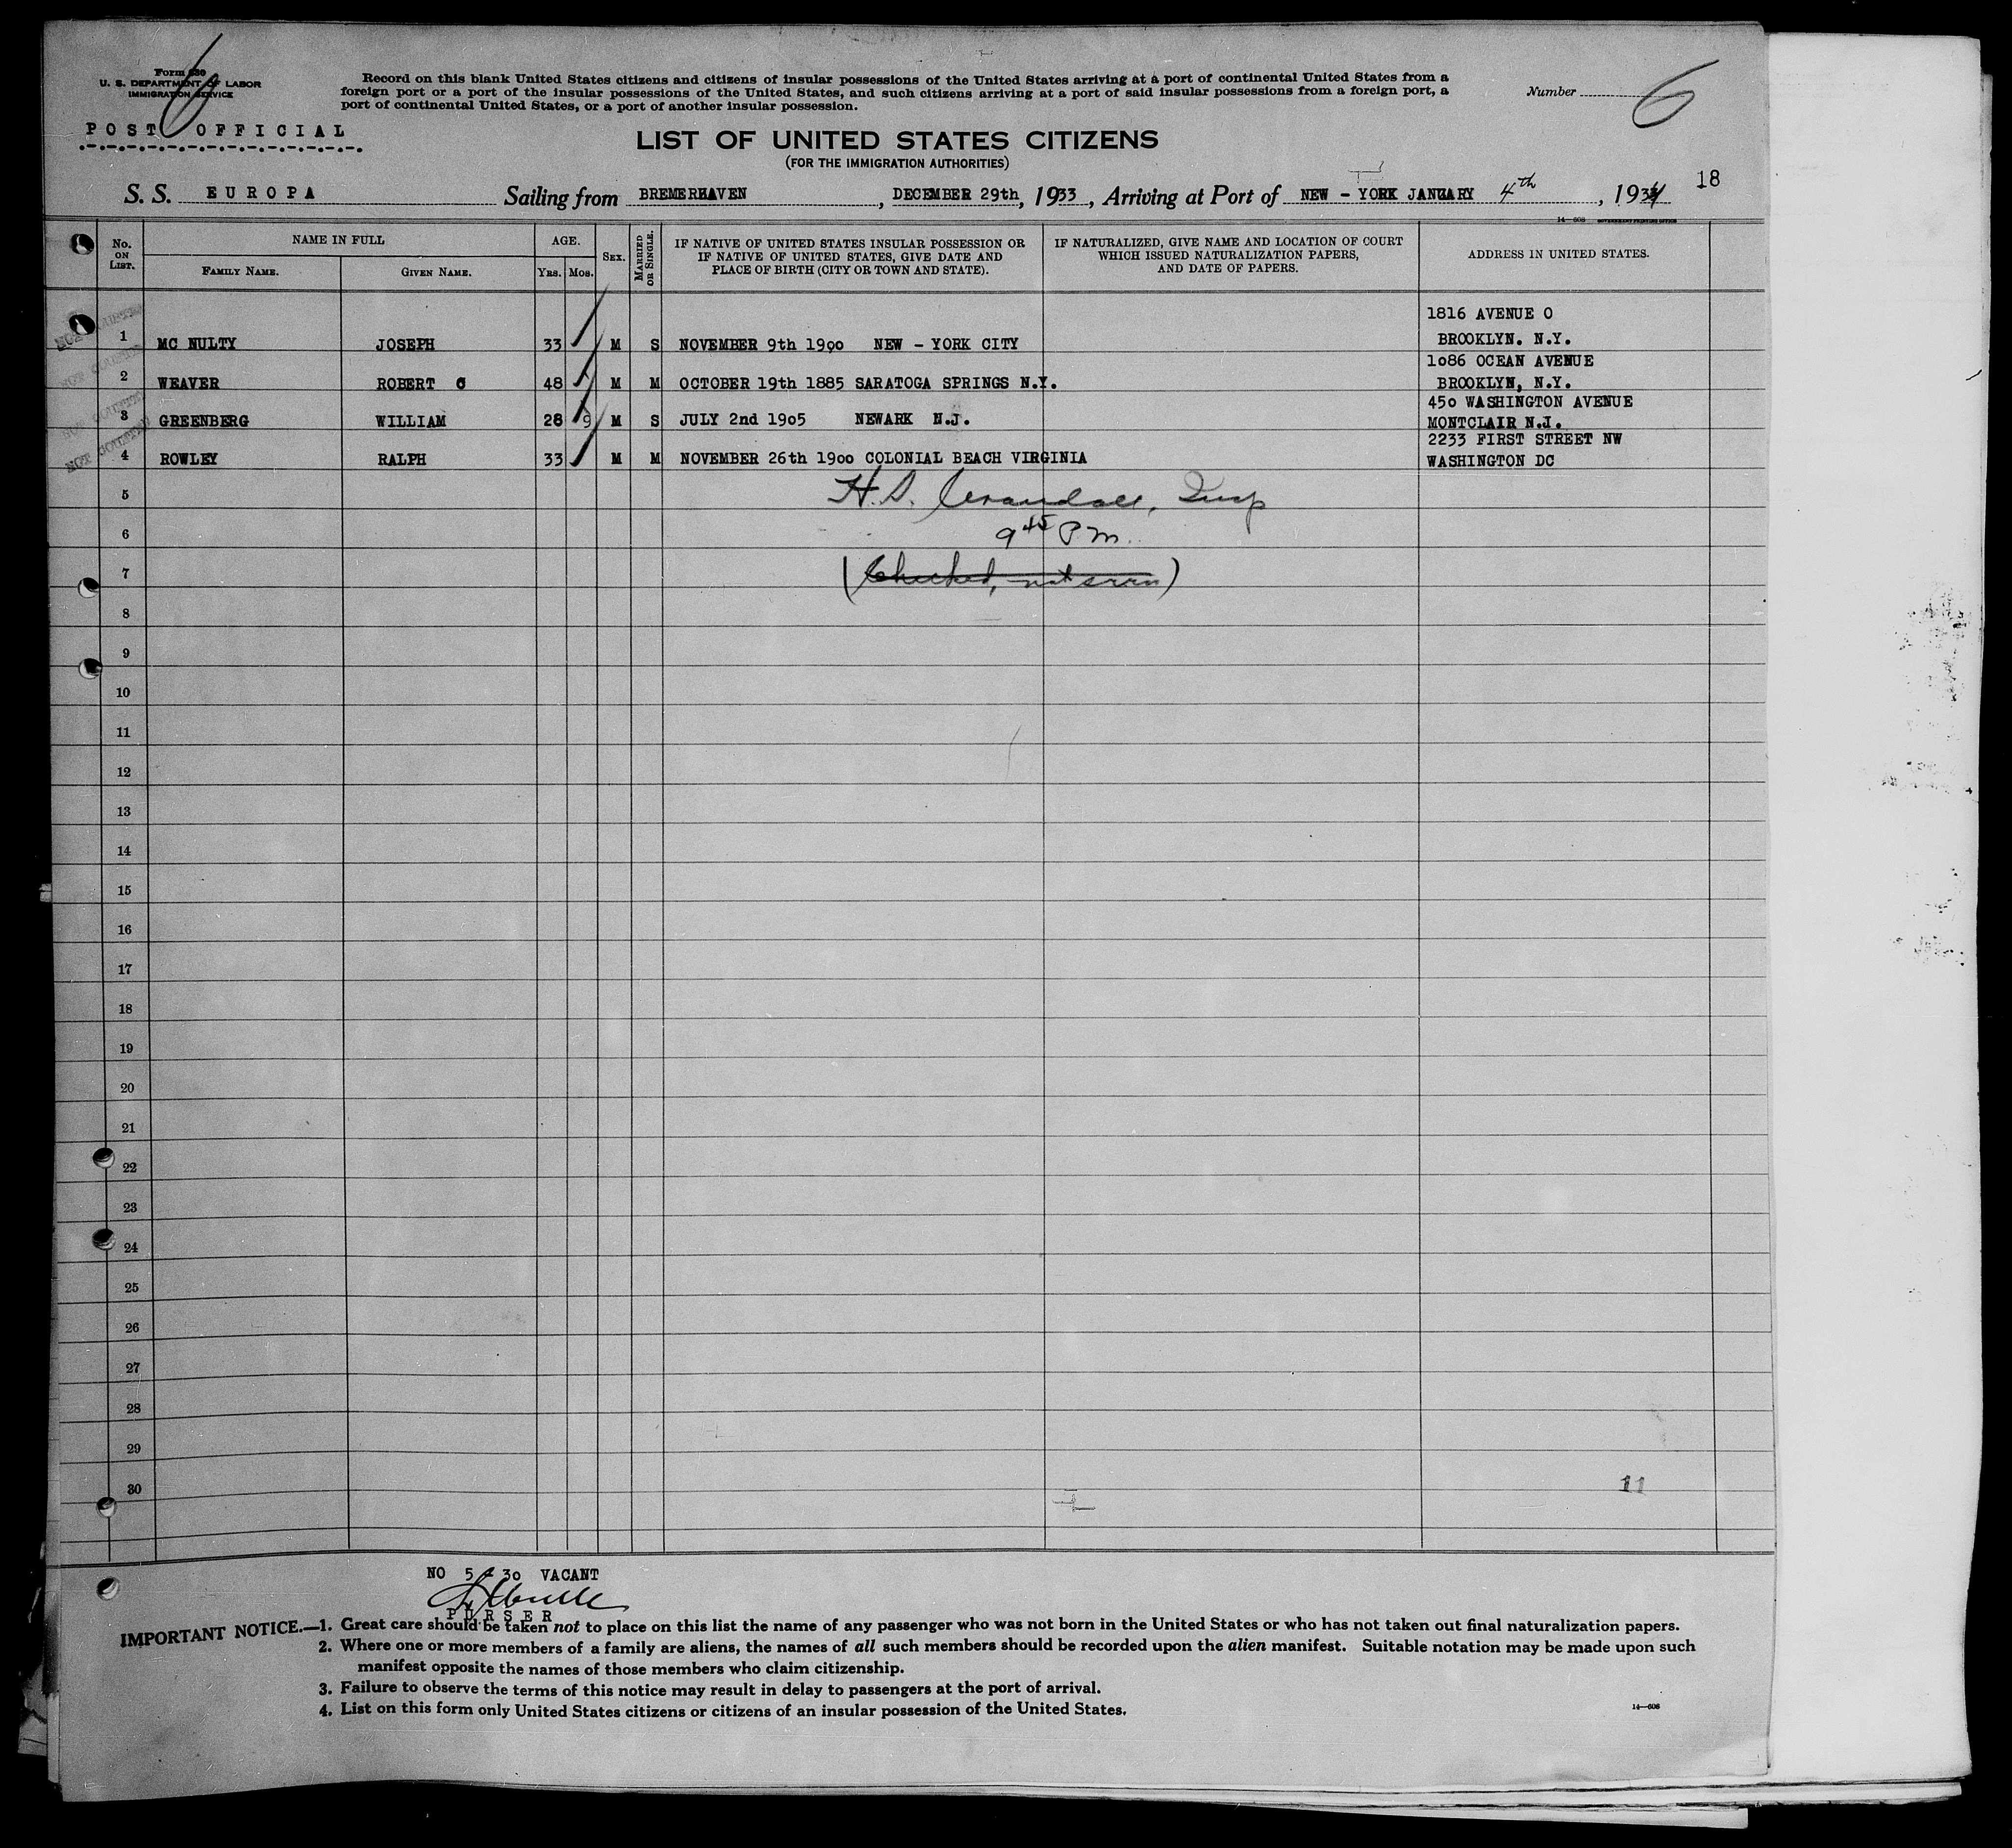 Form 630
U. S. DEPARTMENT OF LABOR
IMMIGRATION SERVICE
6
Record on this blank United States citizens and citizens of insular possessions of the United States arriving at a port of continental United States from a
foreign port or a port of the insular possessions of the United States, and such citizens arriving at a port of said insular possessions from a foreign port, a
port of continental United States, or a port of another insular possession.
Number 6
POST OFFICIAL
LIST OF UNITED STATES CITIZENS
(FOR THE IMMIGRATION AUTHORITIES)
18
S. S. EUROPA Sailing from BREMERHAVEN, DECEMBER 29th, 1933, Arriving at Port of NEW - YORK JANUARY 4th, 1934
14-608 GOVERNMENT PRINTING OFFICE
No. ON LIST. NAME IN FULL FAMILY NAME. GIVEN NAME. AGE. YRS. MOS. SEX. MARRIED OR SINGLE. IF NATIVE OF UNITED STATES INSULAR POSSESSION OR IF NATIVE OF UNITED STATES, GIVE DATE AND PLACE OF BIRTH (CITY OR TOWN AND STATE). IF NATURALIZED, GIVE NAME AND LOCATION OF COURT WHICH ISSUED NATURALIZATION PAPERS, AND DATE OF PAPERS. ADDRESS IN UNITED STATES.
1816 AVENUE O
NOT COUNTED 1 MC NULTY JOSEPH 33 M S NOVEMBER 9th 1900 NEW - YORK CITY BROOKLYN. N.Y.
1086 OCEAN AVENUE
NOT COUNTED 2 WEAVER ROBERT C 48 M M OCTOBER 19th 1885 SARATOGA SPRINGS N.Y. BROOKLYN, N.Y.
450 WASHINGTON AVENUE
NOT COUNTED 3 GREENBERG WILLIAM 28 9 M S JULY 2nd 1905 NEWARK N.J. MONTCLAIR N.J.
2233 FIRST STREET NW
NOT COUNTED 4 ROWLEY RALPH 33 M M NOVEMBER 26th 1900 COLONIAL BEACH VIRGINIA WASHINGTON DC
5 H.S. Crandall, Insp
6 9 45 P m.
7 (Checked, not seen)
8
9
10
11
12
13
14
15
16
17
18
19
20
21
22
23
24
25
26
27
28
29
30 11
NO 5 - 30 VACANT
PURSER
IMPORTANT NOTICE.—1. Great care should be taken not to place on this list the name of any passenger who was not born in the United States or who has not taken out final naturalization papers.
2. Where one or more members of a family are aliens, the names of all such members should be recorded upon the alien manifest. Suitable notation may be made upon such
manifest opposite the names of those members who claim citizenship.
3. Failure to observe the terms of this notice may result in delay to passengers at the port of arrival.
4. List on this form only United States citizens or citizens of an insular possession of the United States.
14-608